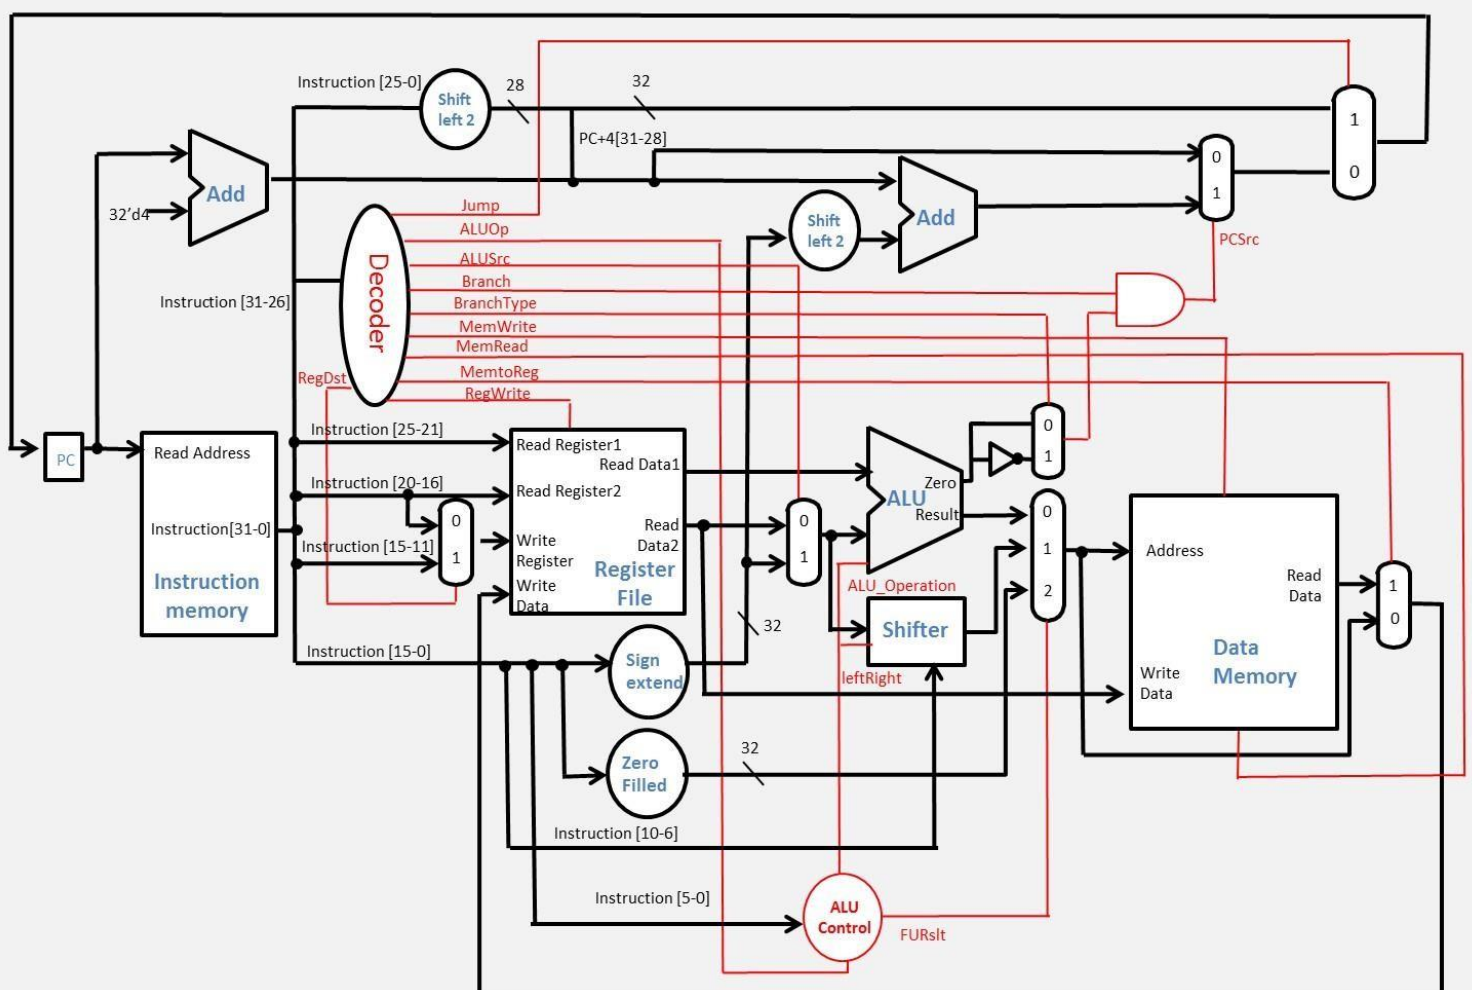 Instruction [25-0]
Shift
left 2
28
32
PC+4[31-28]
1
0
0
1
Add
32'd4
Add
Shift
left 2
PCSrc
Jump
ALUOp
ALUSrc
Branch
BranchType
MemWrite
MemRead
MemtoReg
RegWrite
Decoder
Instruction [31-26]
RegDst
PC
Read Address
Instruction[31-0]
Instruction
memory
Instruction [25-21]
Instruction [20-16]
Instruction [15-11]
0
1
Read Register1
Read Data1
Read Register2
Read
Data2
Write
Register
Write
Data
Register
File
0
1
ALU
Zero
Result
0
1
0
1
2
ALU_Operation
Shifter
leftRight
Address
Read
Data
Data
Memory
Write
Data
1
0
Instruction [15-0]
Sign
extend
32
Zero
Filled
32
Instruction [10-6]
Instruction [5-0]
ALU
Control
FURslt